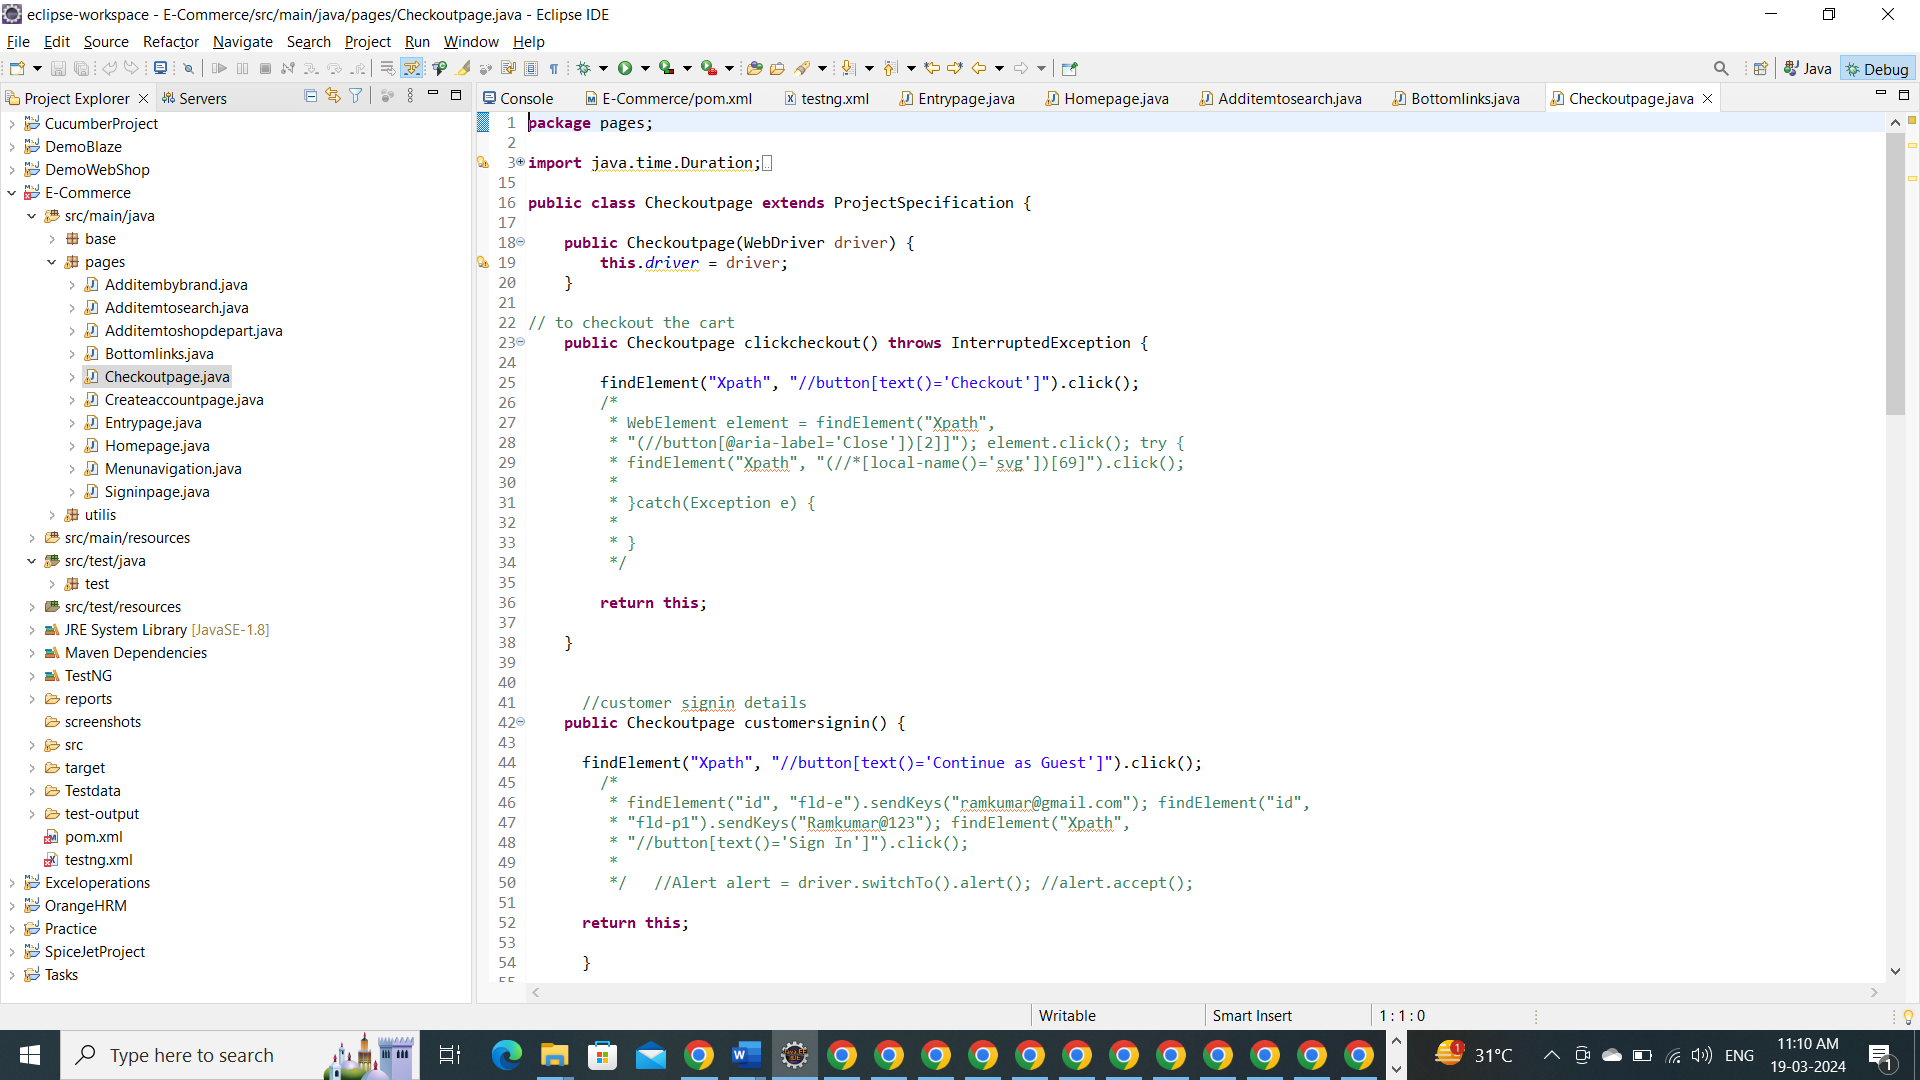 eclipse-workspace - E-Commerce/src/main/java/pages/Checkoutpage.java - Eclipse IDE
File Edit Source Refactor Navigate Search Project Run Window Help
Java Debug
Project Explorer Servers
Console E-Commerce/pom.xml testng.xml Entrypage.java Homepage.java Additemtosearch.java Bottomlinks.java Checkoutpage.java
CucumberProject
DemoBlaze
DemoWebShop
E-Commerce
src/main/java
base
pages
Additembybrand.java
Additemtosearch.java
Additemtoshopdepart.java
Bottomlinks.java
Checkoutpage.java
Createaccountpage.java
Entrypage.java
Homepage.java
Menunavigation.java
Signinpage.java
utilis
src/main/resources
src/test/java
test
src/test/resources
JRE System Library [JavaSE-1.8]
Maven Dependencies
TestNG
reports
screenshots
src
target
Testdata
test-output
pom.xml
testng.xml
Exceloperations
OrangeHRM
Practice
SpiceJetProject
Tasks
1 package pages;
2
3 import java.time.Duration;
15
16 public class Checkoutpage extends ProjectSpecification {
17
18 public Checkoutpage(WebDriver driver) {
19 this.driver = driver;
20 }
21
22 // to checkout the cart
23 public Checkoutpage clickcheckout() throws InterruptedException {
24
25 findElement("Xpath", "//button[text()='Checkout']").click();
26 /*
27 * WebElement element = findElement("Xpath",
28 * "(//button[@aria-label='Close'])[2]]"); element.click(); try {
29 * findElement("Xpath", "(//*[local-name()='svg'])[69]").click();
30 *
31 * }catch(Exception e) {
32 *
33 * }
34 */
35
36 return this;
37
38 }
39
40
41 //customer signin details
42 public Checkoutpage customersignin() {
43
44 findElement("Xpath", "//button[text()='Continue as Guest']").click();
45 /*
46 * findElement("id", "fld-e").sendKeys("ramkumar@gmail.com"); findElement("id",
47 * "fld-p1").sendKeys("Ramkumar@123"); findElement("Xpath",
48 * "//button[text()='Sign In']").click();
49 *
50 */ //Alert alert = driver.switchTo().alert(); //alert.accept();
51
52 return this;
53
54 }
55
Writable Smart Insert 1 : 1 : 0
Type here to search
31°C
ENG
11:10 AM
19-03-2024
1